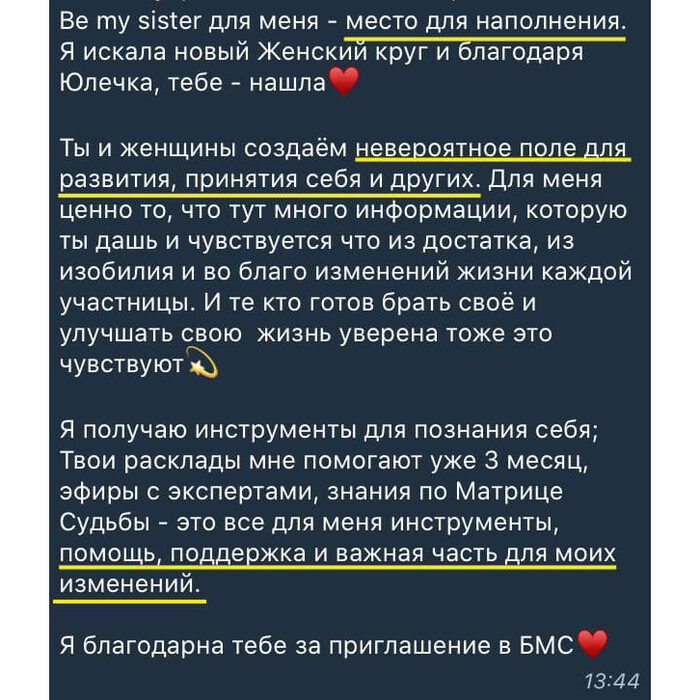 Be my sister для меня - место для наполнения.
Я искала новый Женский круг и благодаря
Юлечка, тебе - нашла♥️
Ты и женщины создаём невероятное поле для
развития, принятия себя и других. Для меня
ценно то, что тут много информации, которую
ты дашь и чувствуется что из достатка, из
изобилия и во благо изменений жизни каждой
участницы. И те кто готов брать своё и
улучшать свою  жизнь уверена тоже это
чувствуют💫
Я получаю инструменты для познания себя;
Твои расклады мне помогают уже 3 месяц,
эфиры с экспертами, знания по Матрице
Судьбы - это все для меня инструменты,
помощь, поддержка и важная часть для моих
изменений.
Я благодарна тебе за приглашение в БМС♥️
13:44